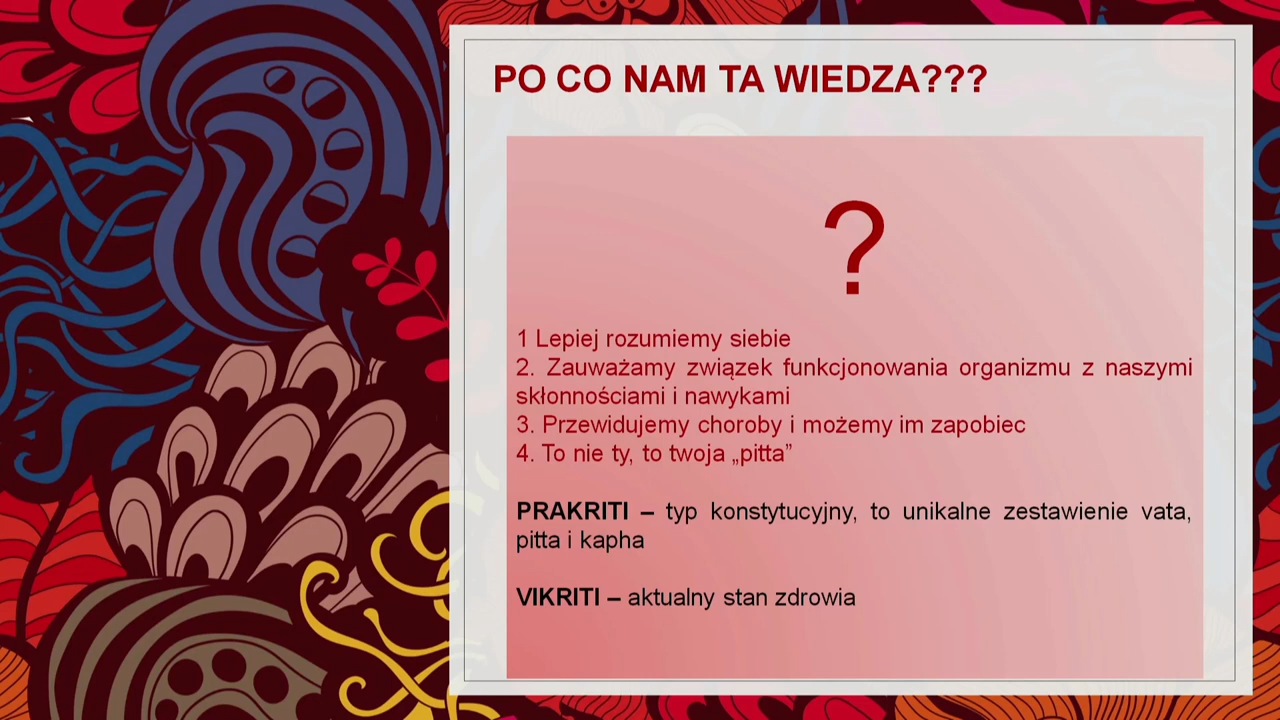 PO CO NAM TA WIEDZA???
?
1 Lepiej rozumiemy siebie
2. Zauważamy związek funkcjonowania organizmu z naszymi
skłonnościami i nawykami
3. Przewidujemy choroby i możemy im zapobiec
4. To nie ty, to twoja „pitta”
PRAKRITI – typ konstytucyjny, to unikalne zestawienie vata,
pitta i kapha
VIKRITI – aktualny stan zdrowia